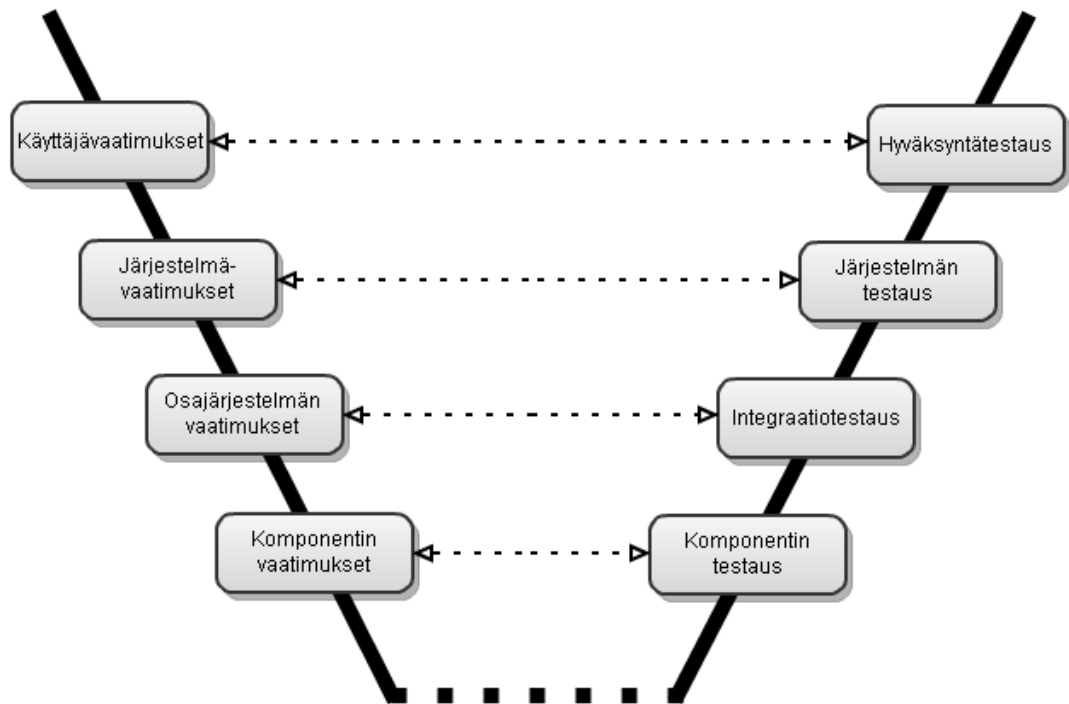 Käyttäjävaatimukset
Hyväksyntätestaus
Järjestelmä-
vaatimukset
Järjestelmän
testaus
Osajärjestelmän
vaatimukset
Integraatiotestaus
Komponentin
vaatimukset
Komponentin
testaus